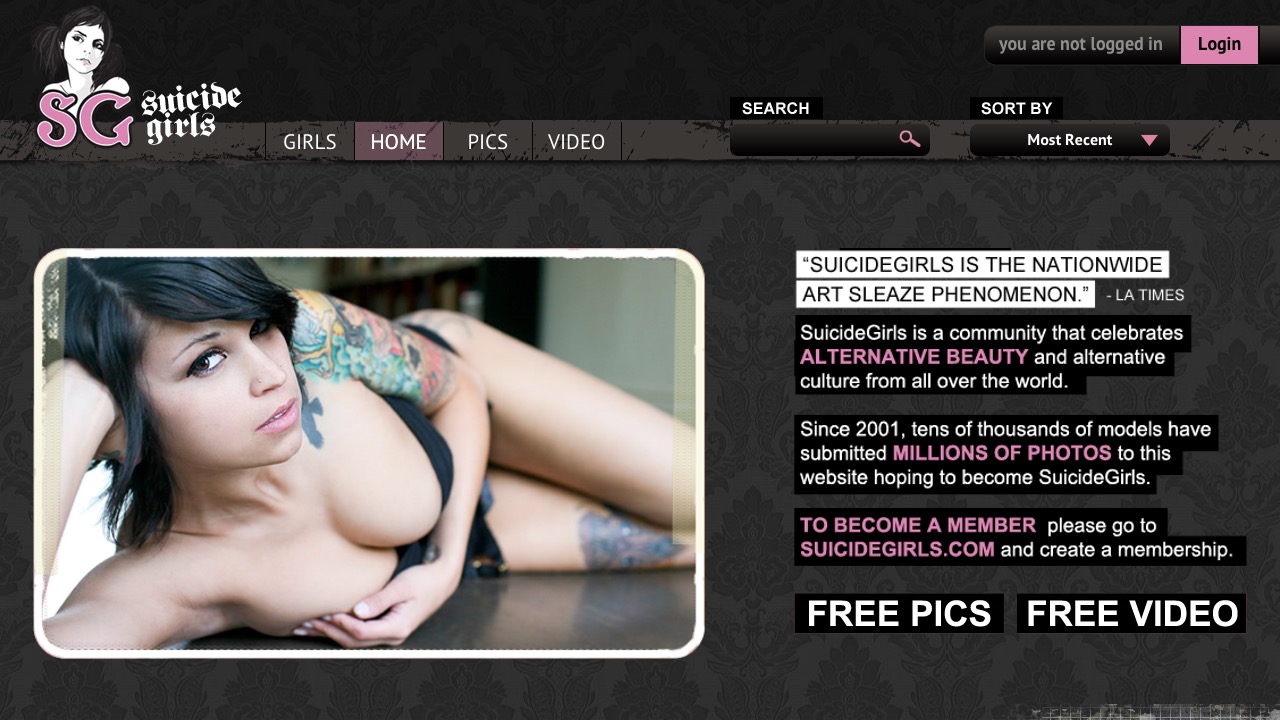 SG suicide
girls
you are not logged in Login
SEARCH SORT BY
GIRLS HOME PICS VIDEO Most Recent
“SUICIDEGIRLS IS THE NATIONWIDE
ART SLEAZE PHENOMENON.” - LA TIMES
SuicideGirls is a community that celebrates
ALTERNATIVE BEAUTY and alternative
culture from all over the world.
Since 2001, tens of thousands of models have
submitted MILLIONS OF PHOTOS to this
website hoping to become SuicideGirls.
TO BECOME A MEMBER please go to
SUICIDEGIRLS.COM and create a membership.
FREE PICS FREE VIDEO